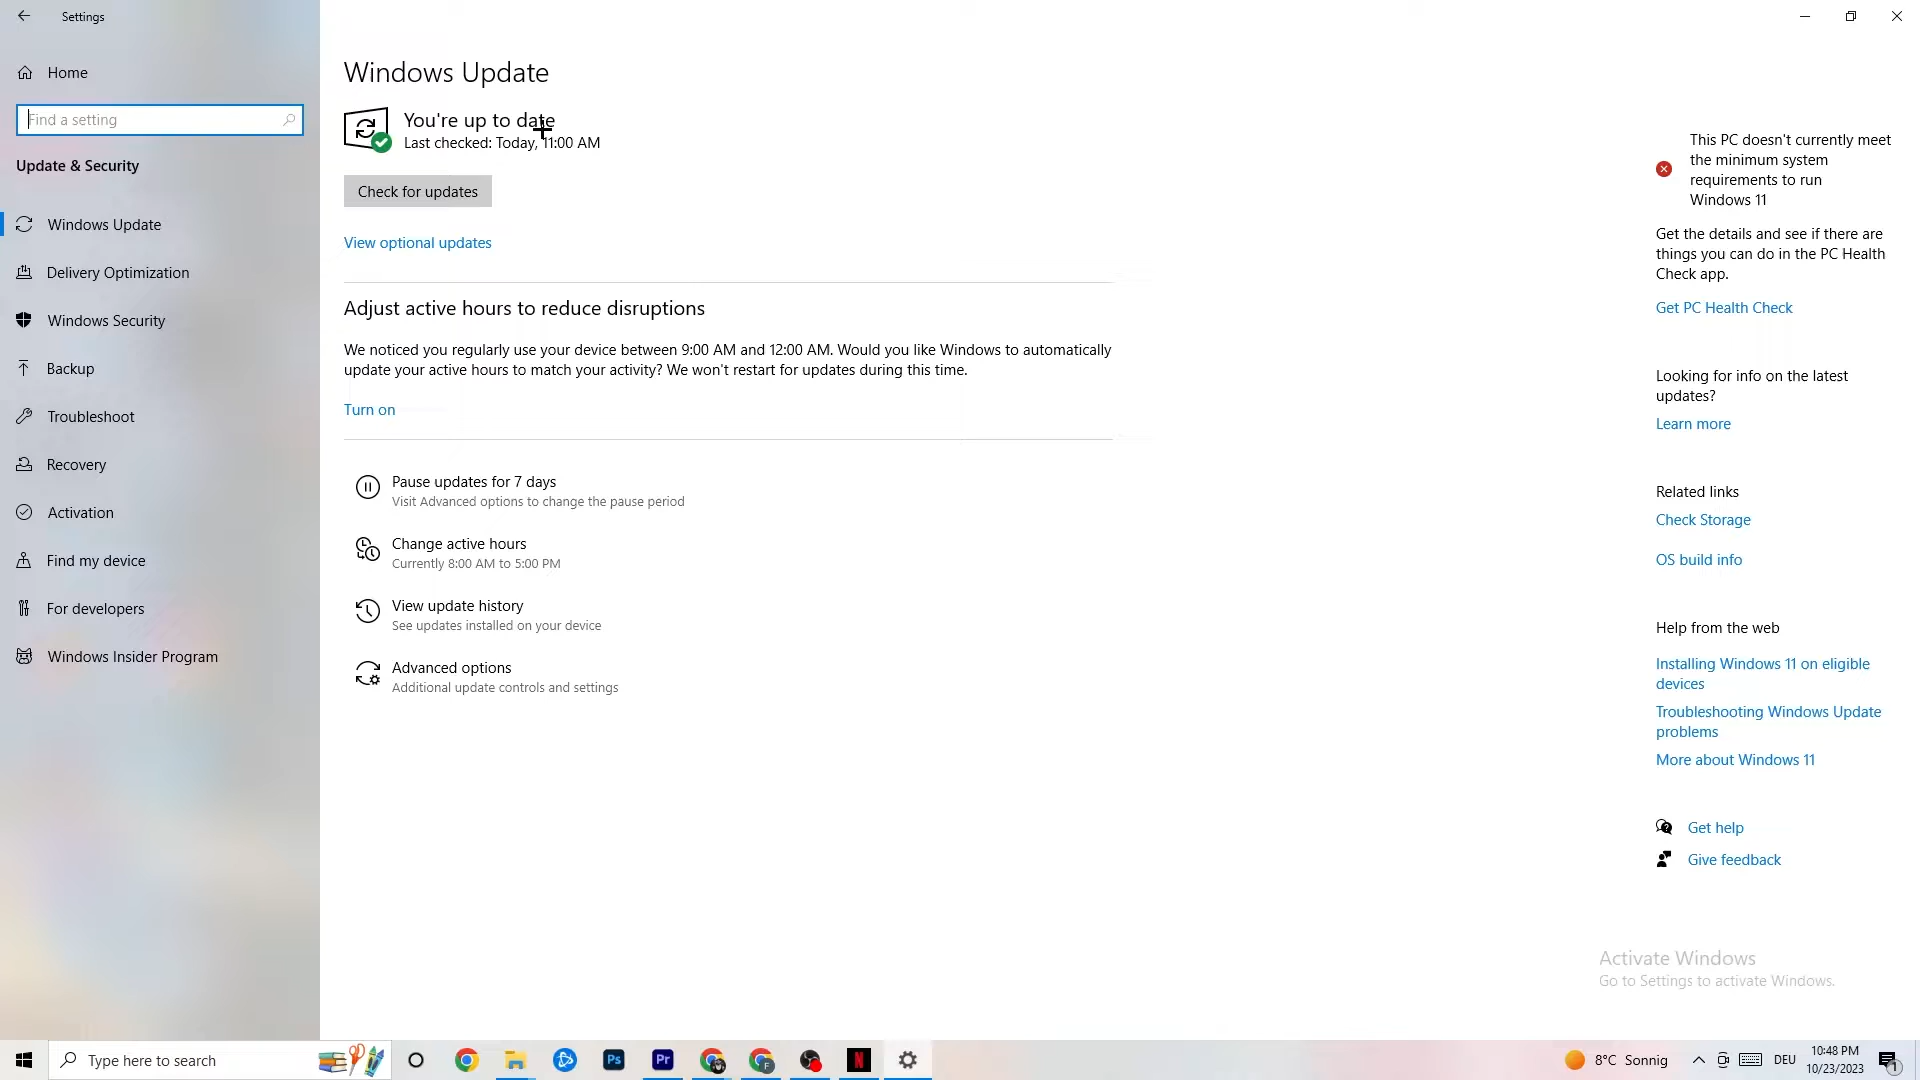 Settings
Home
Find a setting
Update & Security
Windows Update
Delivery Optimization
Windows Security
Backup
Troubleshoot
Recovery
Activation
Find my device
For developers
Windows Insider Program
Windows Update
You're up to date
Last checked: Today, 11:00 AM
Check for updates
View optional updates
Adjust active hours to reduce disruptions
We noticed you regularly use your device between 9:00 AM and 12:00 AM. Would you like Windows to automatically
update your active hours to match your activity? We won't restart for updates during this time.
Turn on
Pause updates for 7 days
Visit Advanced options to change the pause period
Change active hours
Currently 8:00 AM to 5:00 PM
View update history
See updates installed on your device
Advanced options
Additional update controls and settings
This PC doesn't currently meet
the minimum system
requirements to run
Windows 11
Get the details and see if there are
things you can do in the PC Health
Check app.
Get PC Health Check
Looking for info on the latest
updates?
Learn more
Related links
Check Storage
OS build info
Help from the web
Installing Windows 11 on eligible
devices
Troubleshooting Windows Update
problems
More about Windows 11
Get help
Give feedback
Activate Windows
Go to Settings to activate Windows.
Type here to search
Ps
Pr
F
N
8°C Sonnig
DEU
10:48 PM
10/23/2023
1